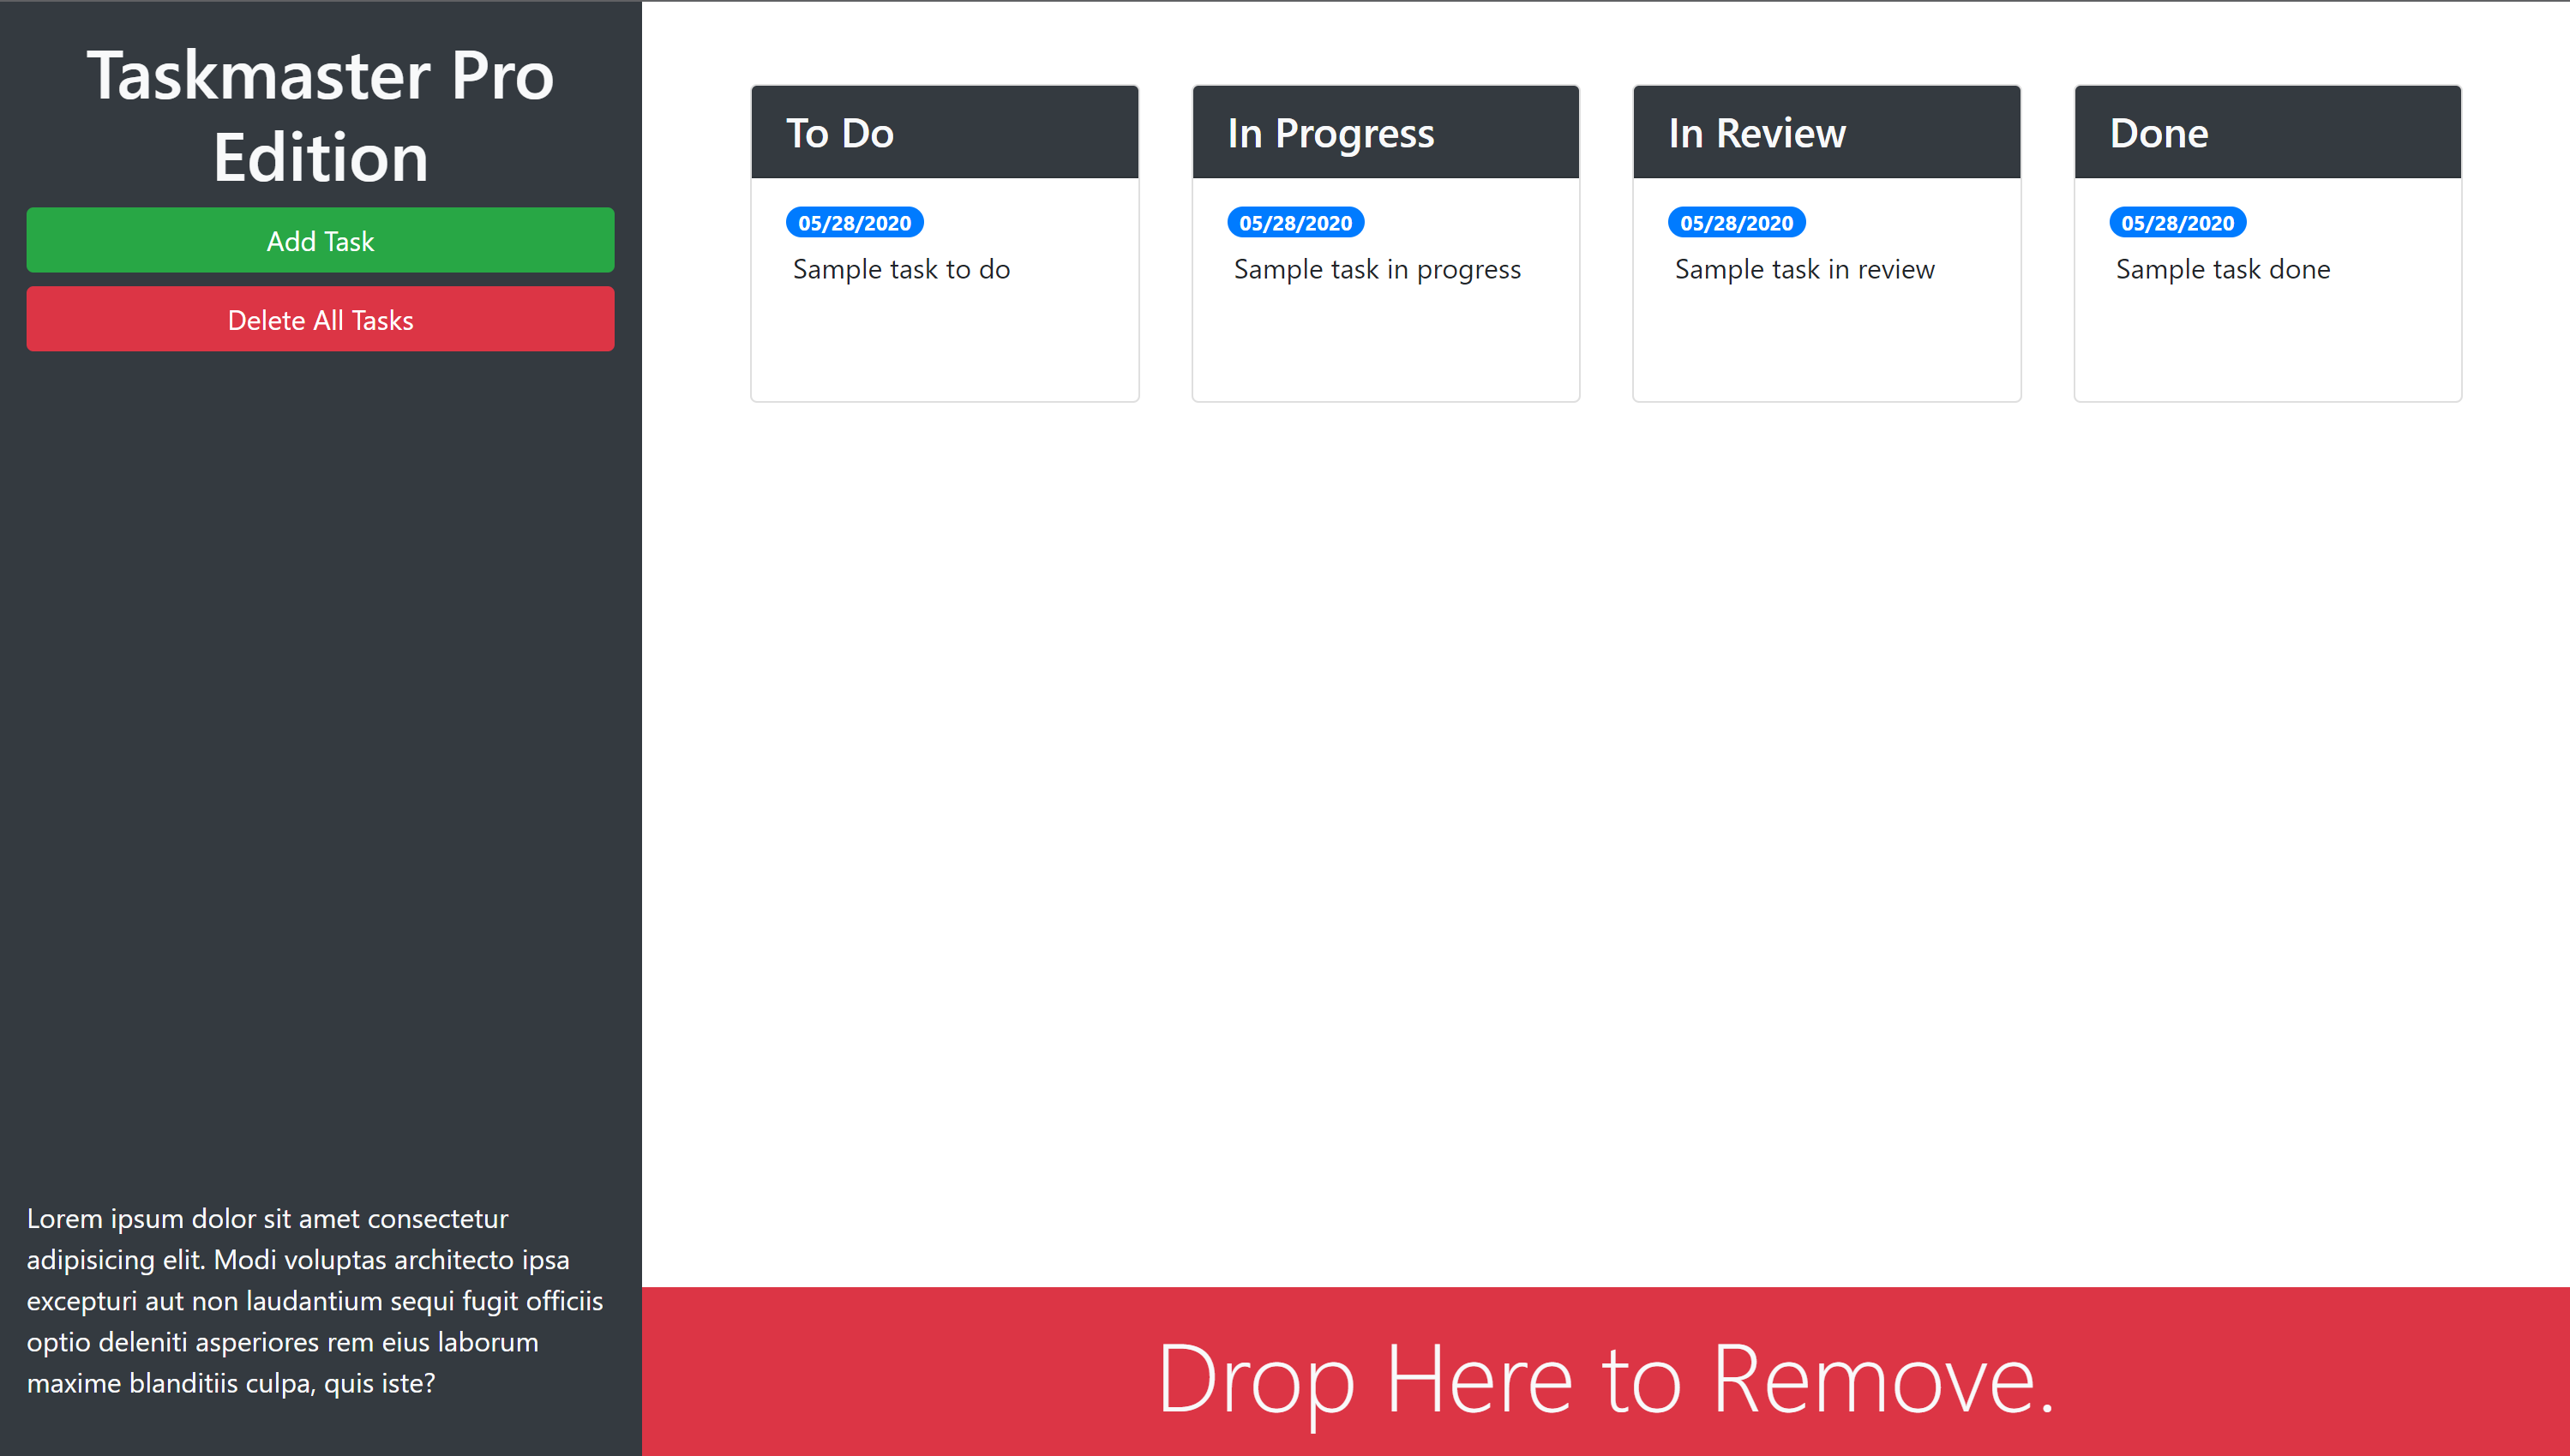 Taskmaster Pro
Edition
Add Task
Delete All Tasks
Lorem ipsum dolor sit amet consectetur
adipisicing elit. Modi voluptas architecto ipsa
excepturi aut non laudantium sequi fugit officiis
optio deleniti asperiores rem eius laborum
maxime blanditiis culpa, quis iste?
To Do
05/28/2020
Sample task to do
In Progress
05/28/2020
Sample task in progress
In Review
05/28/2020
Sample task in review
Done
05/28/2020
Sample task done
Drop Here to Remove.